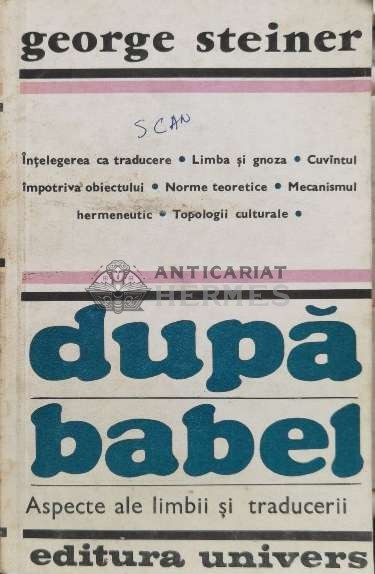 george steiner
SCAN
Înțelegerea ca traducere • Limba și gnoza • Cuvîntul
împotriva obiectului • Norme teoretice • Mecanismul
hermeneutic • Topologii culturale •
ANTICARIAT
HERMES
după
babel
Aspecte ale limbii și traducerii
editura univers